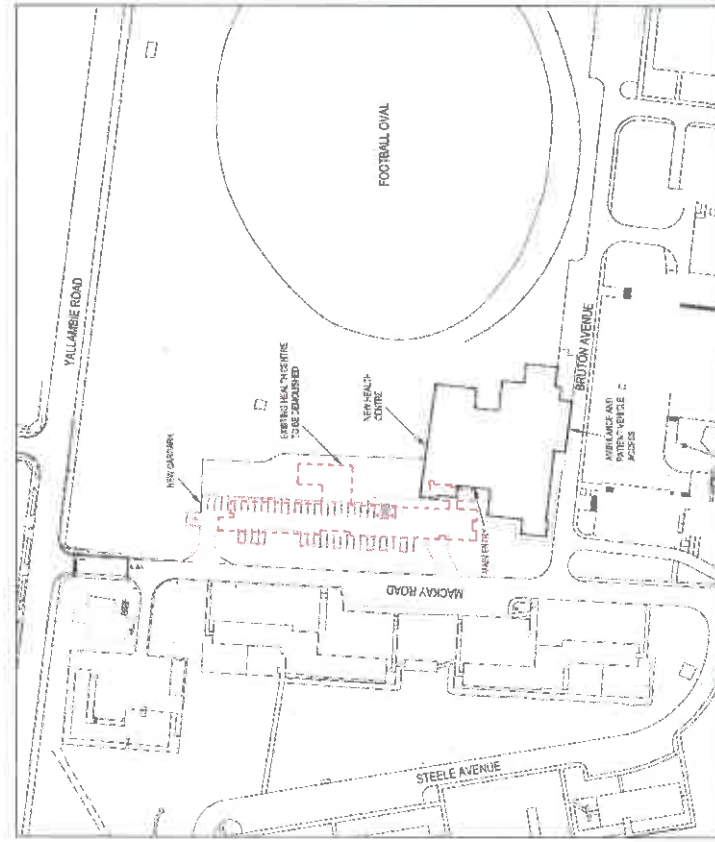 YALLAMBIE ROAD
FOOTBALL OVAL
NEW CARPARK
EXISTING HEALTH CENTRE
TO BE DEMOLISHED
NEW HEALTH
CENTRE
BRUTON AVENUE
AMBULANCE AND
PATIENT VEHICLE
ACCESS
MAIN ENTRY
MACKAY ROAD
STEELE AVENUE